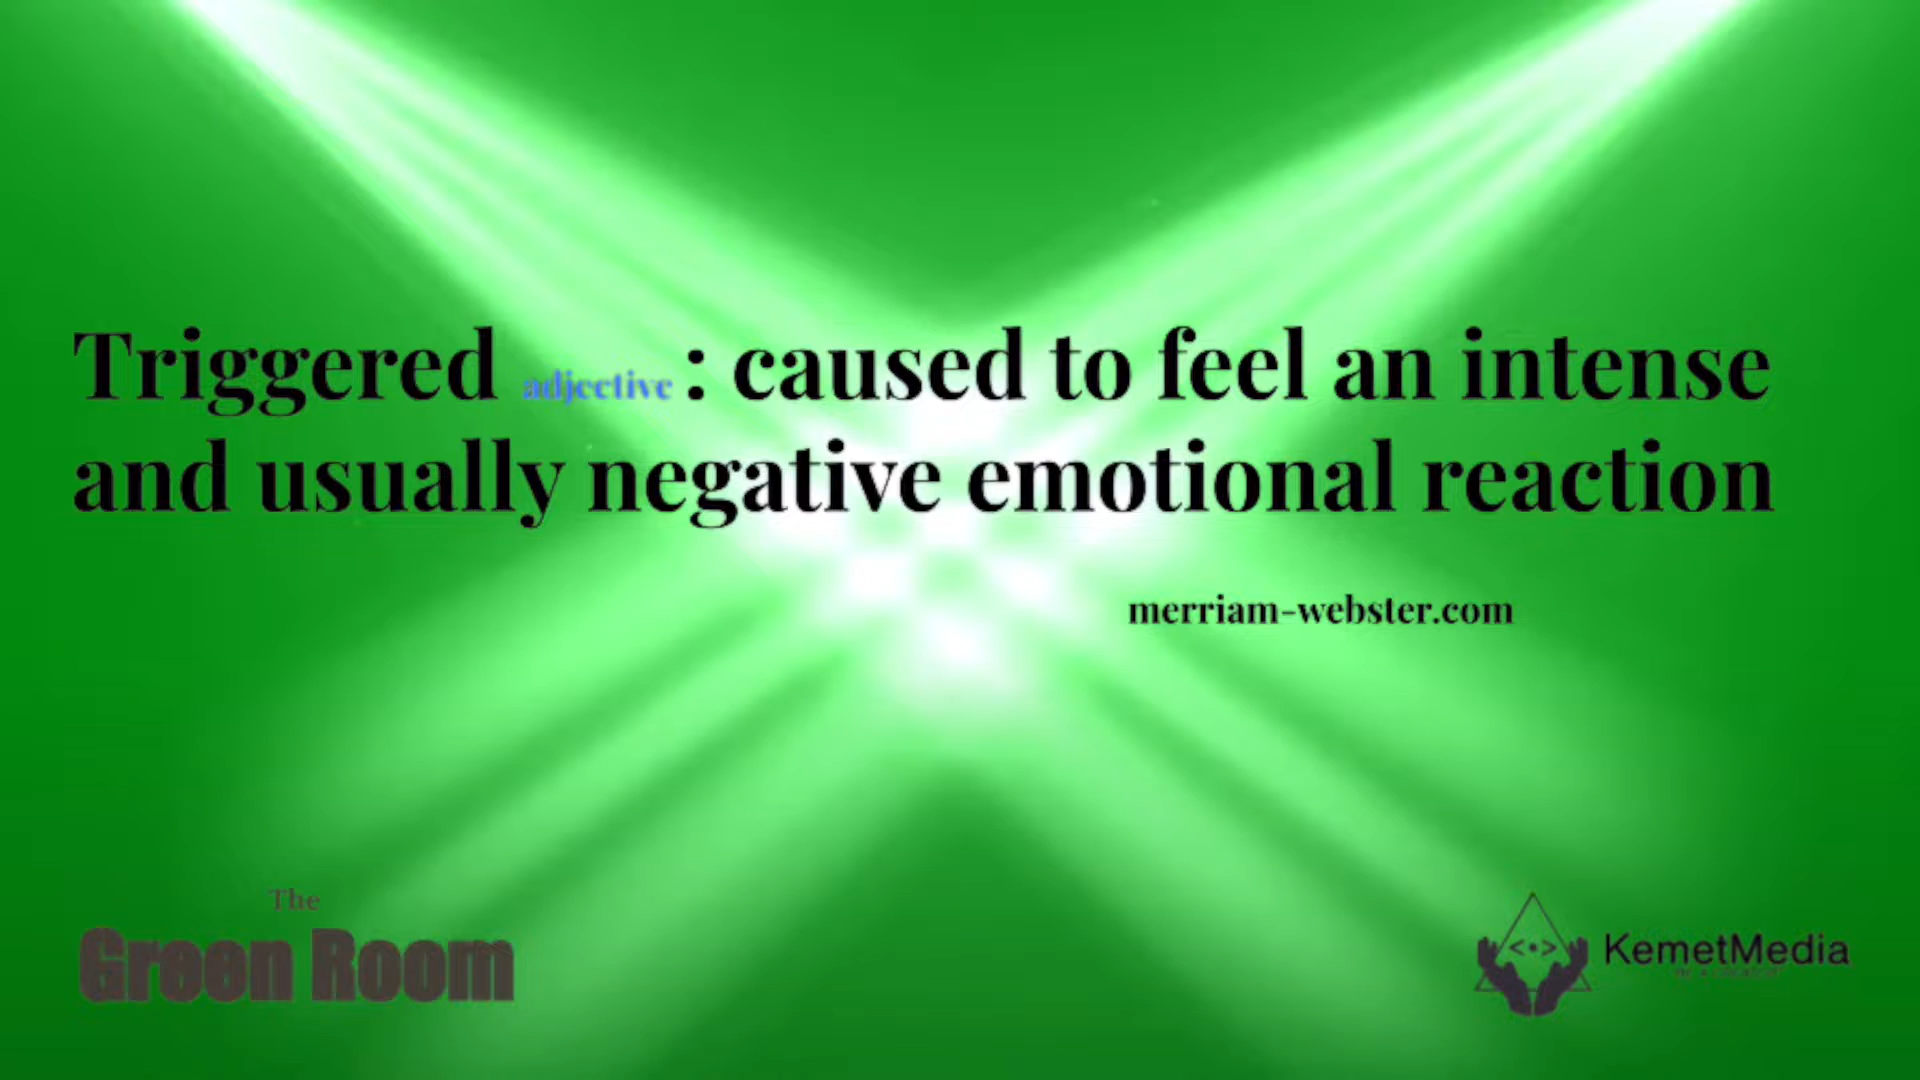 Triggered adjective : caused to feel an intense
and usually negative emotional reaction
merriam-webster.com
The
Green Room
<•>
KemetMedia